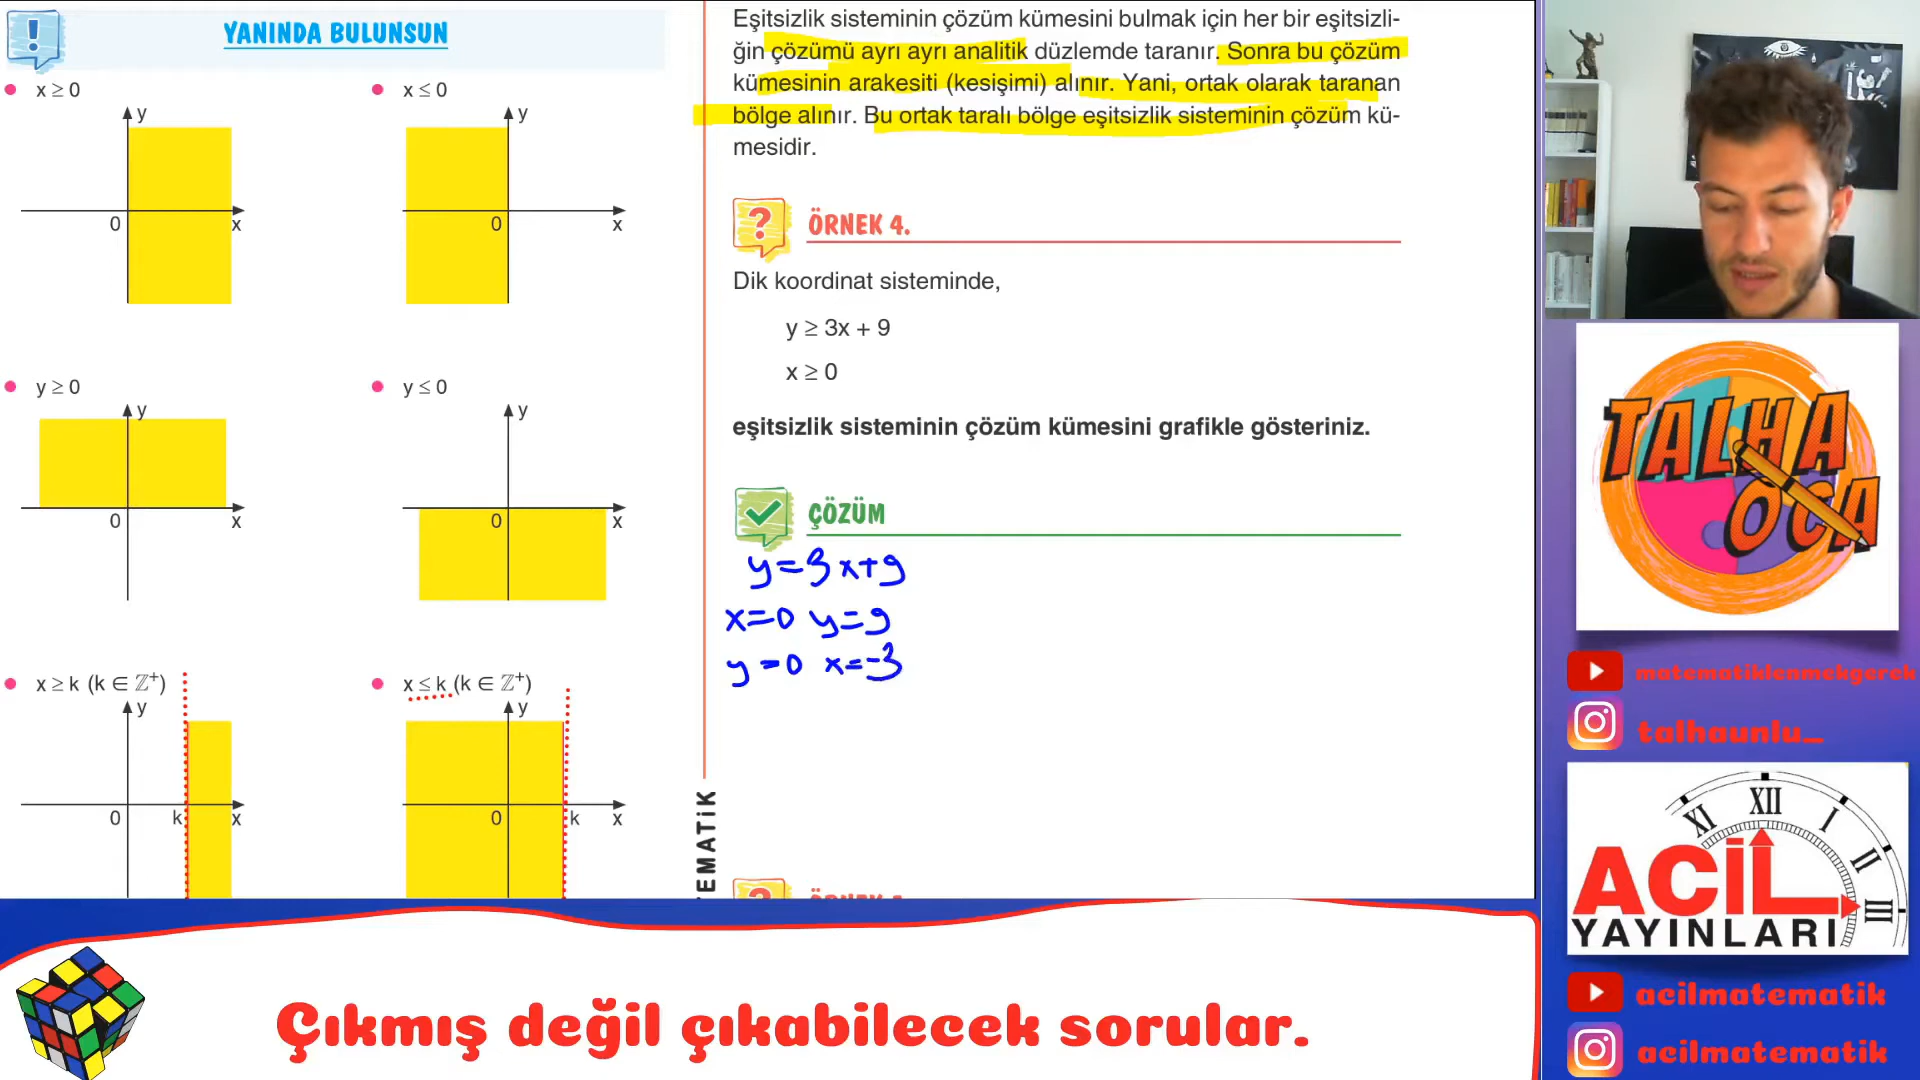 YANINDA BULUNSUN
x ≥ 0
y
0
x
x ≤ 0
y
0
x
y ≥ 0
y
0
x
y ≤ 0
y
0
x
x ≥ k (k ∈ ℤ⁺)
y
0
k
x
x ≤ k (k ∈ ℤ⁺)
y
0
k
x
Eşitsizlik sisteminin çözüm kümesini bulmak için her bir eşitsizli-
ğin çözümü ayrı ayrı analitik düzlemde taranır. Sonra bu çözüm
kümesinin arakesiti (kesişimi) alınır. Yani, ortak olarak taranan
bölge alınır. Bu ortak taralı bölge eşitsizlik sisteminin çözüm kü-
mesidir.
ÖRNEK 4.
Dik koordinat sisteminde,
y ≥ 3x + 9
x ≥ 0
eşitsizlik sisteminin çözüm kümesini grafikle gösteriniz.
ÇÖZÜM
y=3x+9
x=0 y=9
y=0 x=-3
EMATİK
TALHA
OCA
matematiklenmekgerek
talhaunlu_
XI XII I II III
ACİL
YAYINLARI
acilmatematik
acilmatematik
Çıkmış değil çıkabilecek sorular.